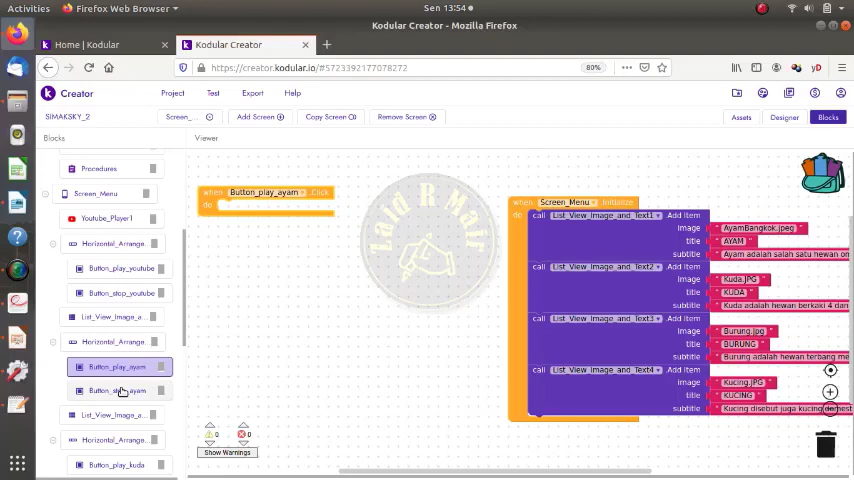 Activities Firefox Web Browser Sen 13:54
Kodular Creator - Mozilla Firefox
Home | Kodular Kodular Creator
https://creator.kodular.io/#5723392177078272 80%
Creator Project Test Export Help
SIMAKSKY_2 Screen_... Add Screen Copy Screen Remove Screen Assets Designer Blocks
Blocks Viewer
Procedures
Screen_Menu
Youtube_Player1
Horizontal_Arrange..
Button_play_youtube
Button_stop_youtube
List_View_Image_a...
Horizontal_Arrange..
Button_play_ayam
List_View_Image_a...
Horizontal_Arrange..
Button_play_kuda
when Button_play_ayam .Click
do
Laid R Mair
when Screen_Menu .Initialize
do call List_View_Image_and_Text1 .Add Item
image " AyamBangkok.jpeg "
title " AYAM "
subtitle " Ayam adalah salah satu hewan
call List_View_Image_and_Text2 .Add Item
image " Kuda.JPG "
title " KUDA "
subtitle " Kuda adalah hewan berkaki 4
call List_View_Image_and_Text3 .Add Item
image " Burung.jpg "
title " BURUNG "
subtitle " Burung adalah hewan terbang
call List_View_Image_and_Text4 .Add Item
image " Kucing.JPG "
title " KUCING "
subtitle " Kucing disebut juga kucing
0 0
Show Warnings